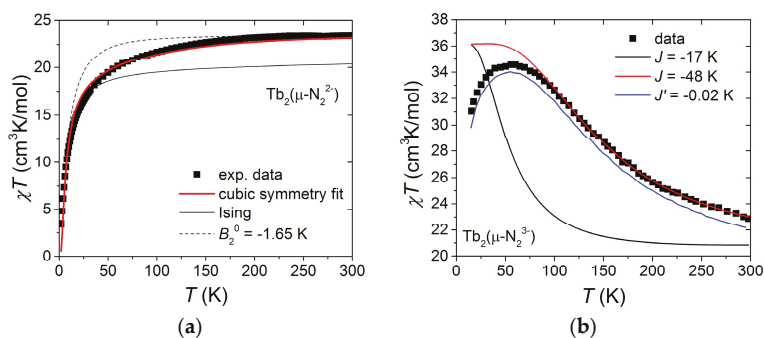 (a)
χT (cm³K/mol)
25
20
15
10
5
0
0 50 100 150 200 250 300
T (K)
Tb₂(μ-N₂²⁻)
exp. data
cubic symmetry fit
Ising
B₂⁰ = -1.65 K
(a)
(b)
χT (cm³K/mol)
38
36
34
32
30
28
26
24
22
20
0 50 100 150 200 250 300
T (K)
data
J = -17 K
J = -48 K
J' = -0.02 K
Tb₂(μ-N₂³⁻)
(b)